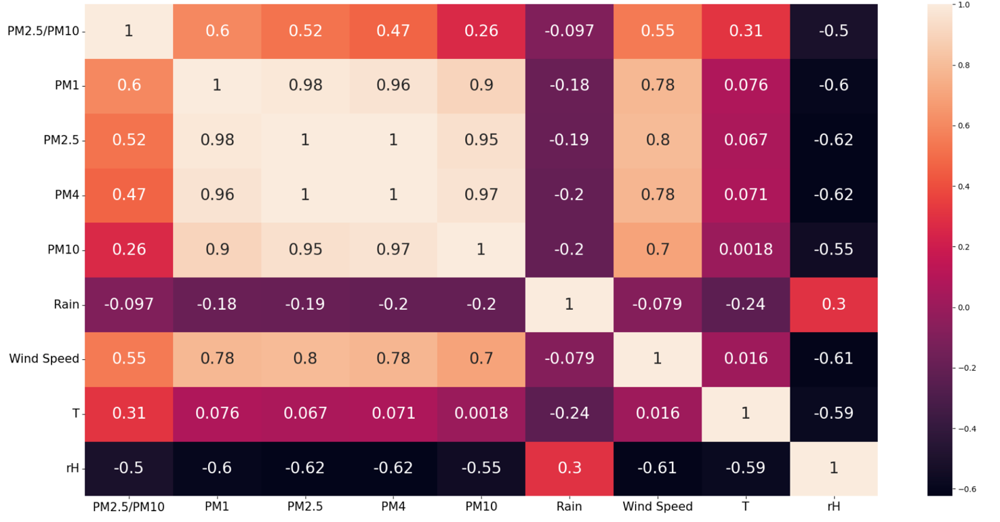 PM2.5/PM10 1 0.6 0.52 0.47 0.26 -0.097 0.55 0.31 -0.5
PM1 0.6 1 0.98 0.96 0.9 -0.18 0.78 0.076 -0.6
PM2.5 0.52 0.98 1 1 0.95 -0.19 0.8 0.067 -0.62
PM4 0.47 0.96 1 1 0.97 -0.2 0.78 0.071 -0.62
PM10 0.26 0.9 0.95 0.97 1 -0.2 0.7 0.0018 -0.55
Rain -0.097 -0.18 -0.19 -0.2 -0.2 1 -0.079 -0.24 0.3
Wind Speed 0.55 0.78 0.8 0.78 0.7 -0.079 1 0.016 -0.61
T 0.31 0.076 0.067 0.071 0.0018 -0.24 0.016 1 -0.59
rH -0.5 -0.6 -0.62 -0.62 -0.55 0.3 -0.61 -0.59 1
PM2.5/PM10 PM1 PM2.5 PM4 PM10 Rain Wind Speed T rH
1.0
0.8
0.6
0.4
0.2
0.0
−0.2
−0.4
−0.6